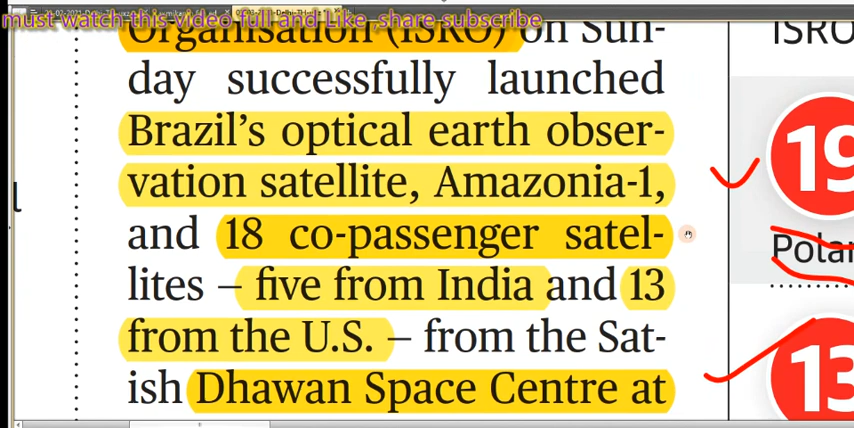 must watch this video full and Like ,share subscribe
Organisation (ISRO) on Sun-
day successfully launched
Brazil's optical earth obser-
vation satellite, Amazonia-1,
and 18 co-passenger satel-
lites – five from India and 13
from the U.S. – from the Sat-
ish Dhawan Space Centre at
ISRO
19
Polar
13